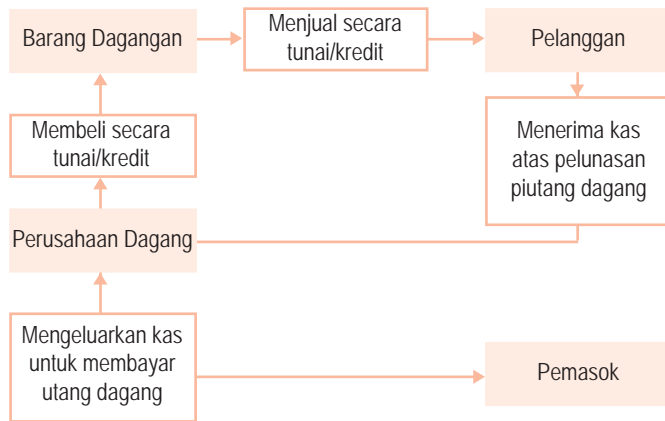 Barang Dagangan
Menjual secara
tunai/kredit
Pelanggan
Membeli secara
tunai/kredit
Menerima kas
atas pelunasan
piutang dagang
Perusahaan Dagang
Mengeluarkan kas
untuk membayar
utang dagang
Pemasok